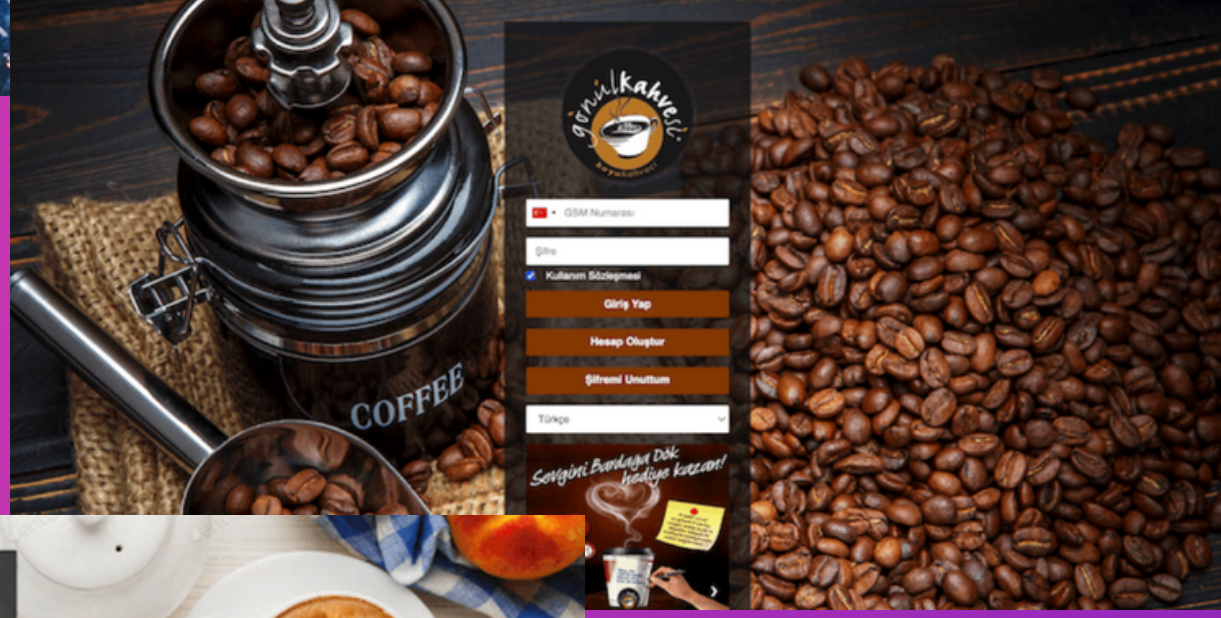 gönülkahvesi
kayakahvesi
GSM Numarası
Şifre
Kullanım Sözleşmesi
Giriş Yap
Hesap Oluştur
Şifremi Unuttum
Türkçe
COFFEE
Sevgini Bardağa Dök
hediye kazan!